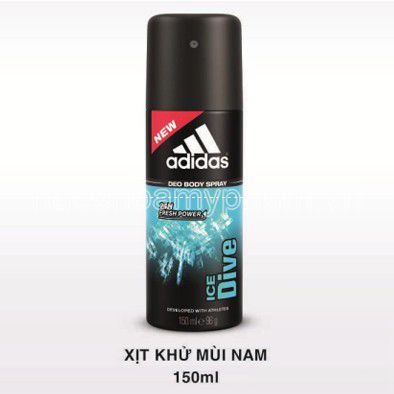 NEW
adidas
DEO BODY SPRAY
24H
FRESH POWER
ICE
Dive
DEVELOPED WITH ATHLETES
150 ml e 96 g
XỊT KHỬ MÙI NAM
150ml